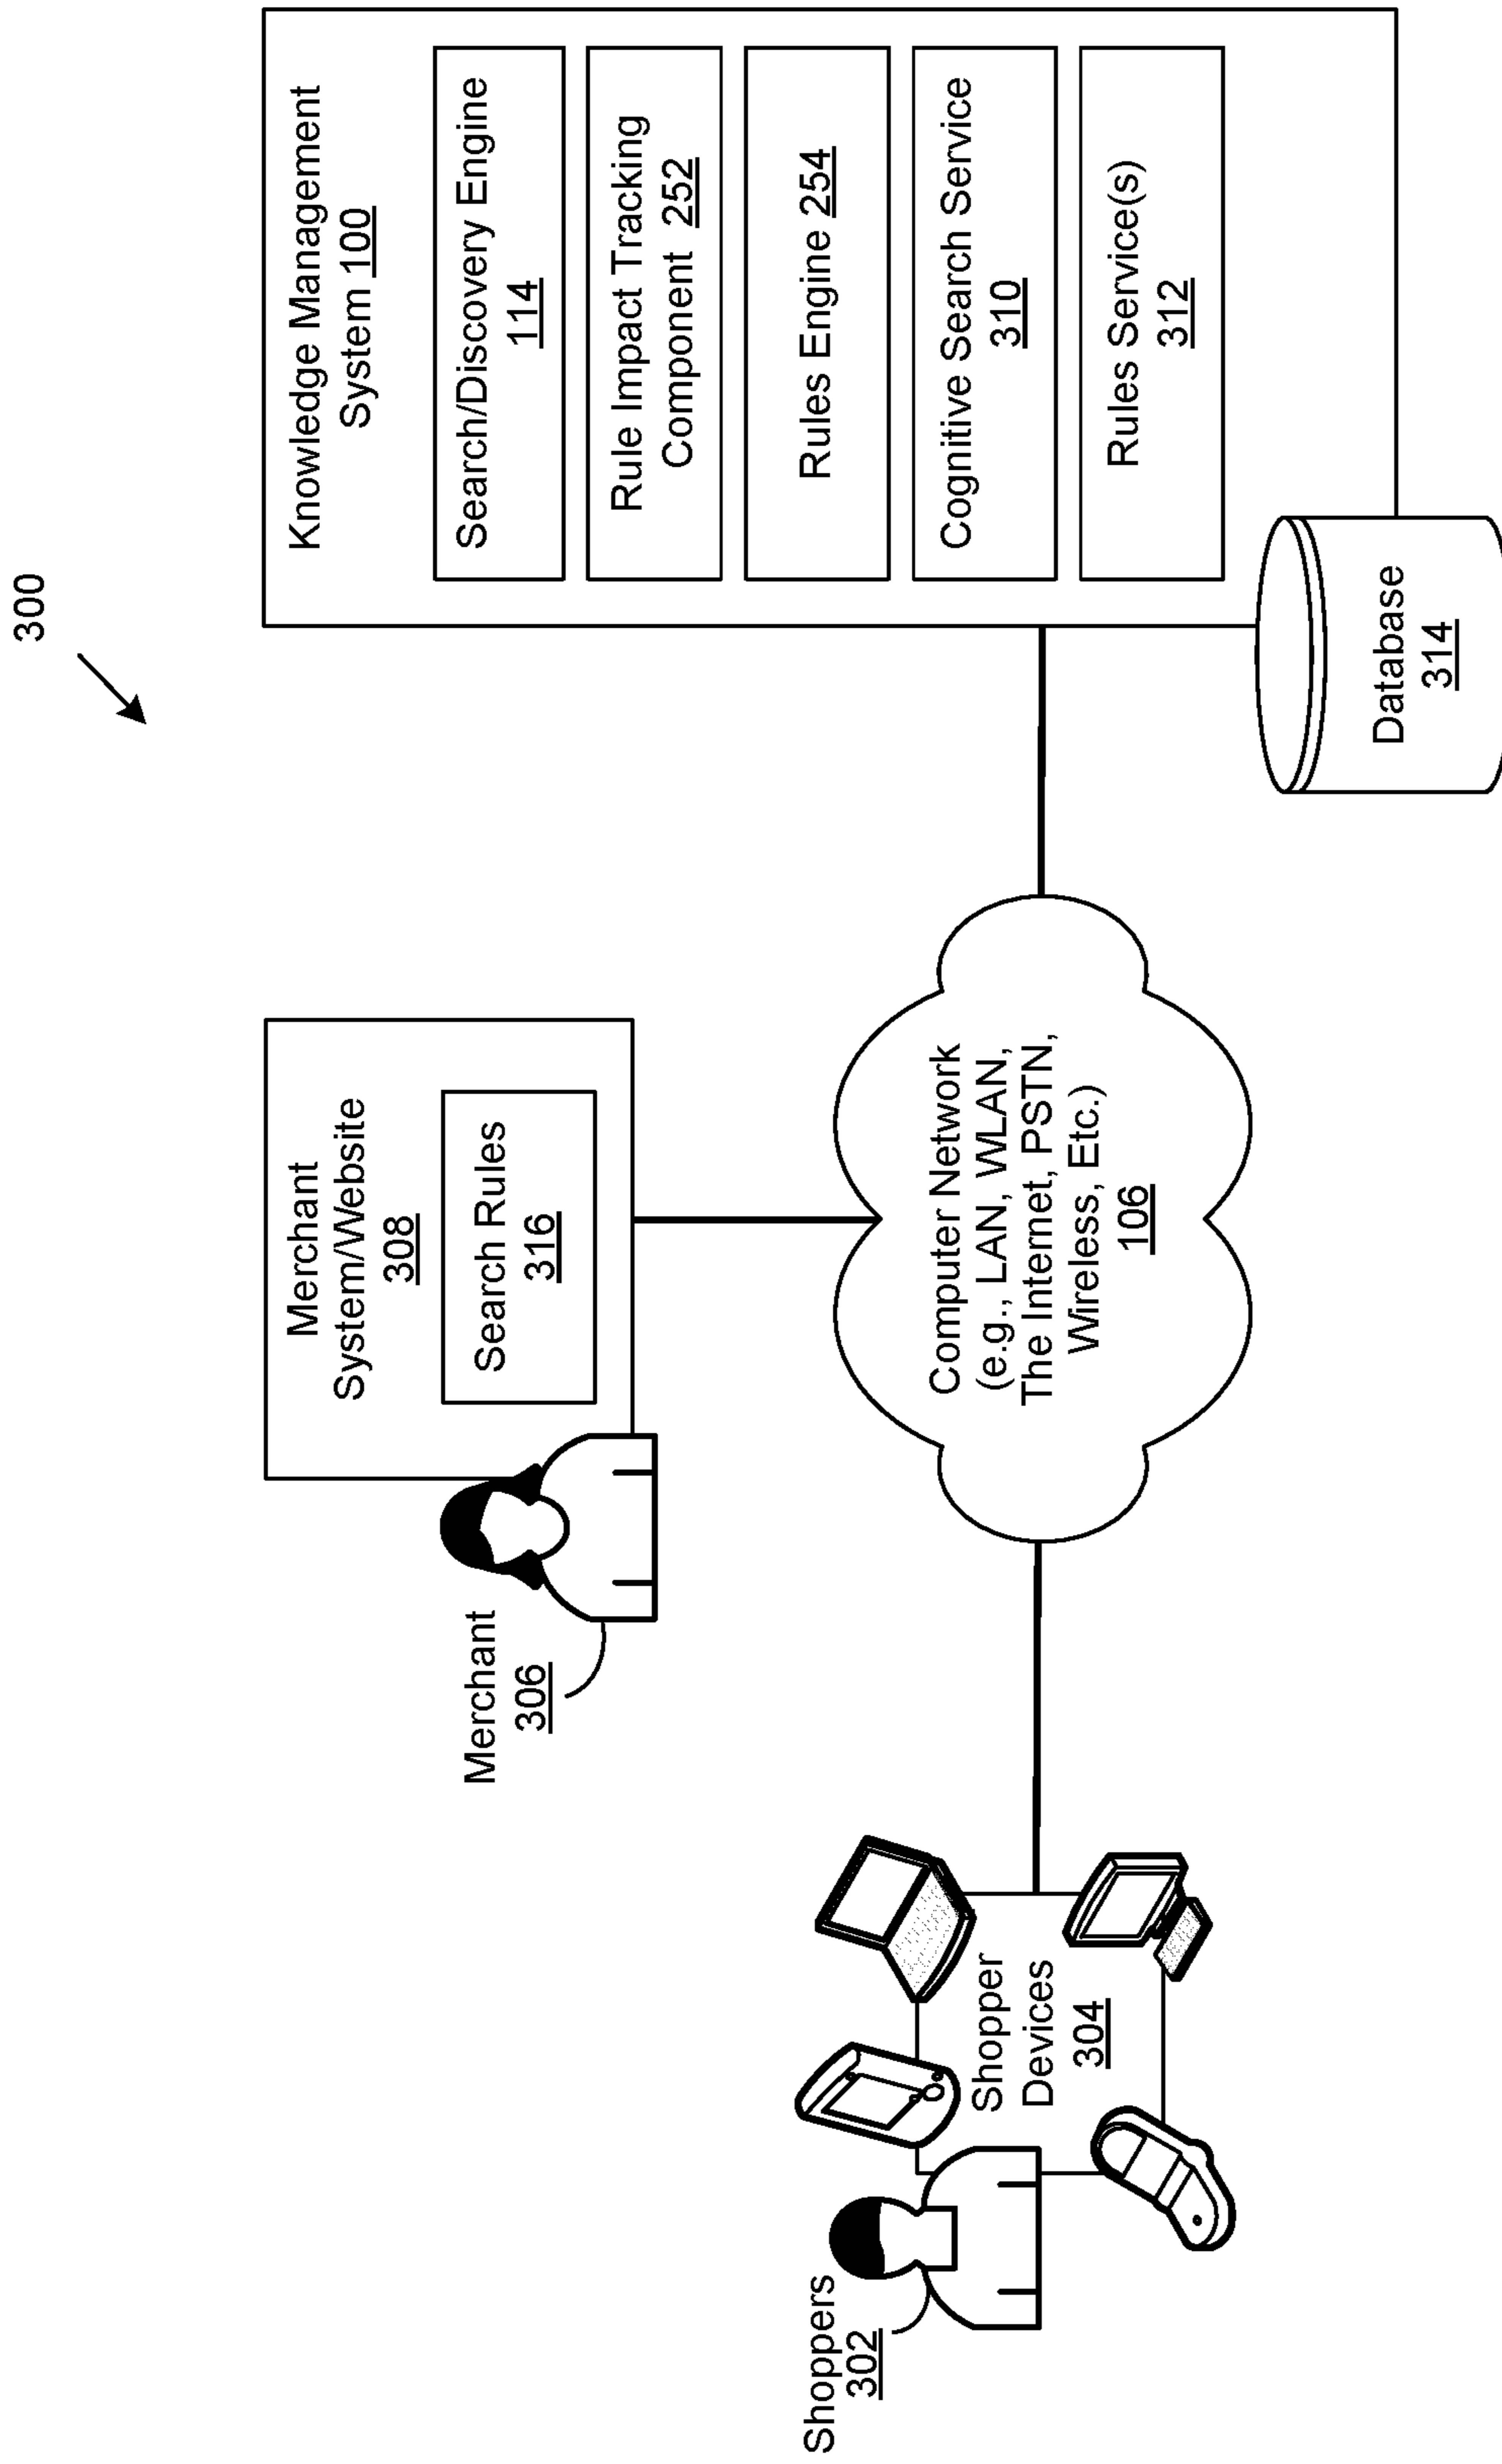 300
Knowledge Management
System 100
Search/Discovery Engine
114
Rule Impact Tracking
Component 252
Rules Engine 254
Cognitive Search Service
310
Rules Service(s)
312
Database
314
Merchant
System/Website
308
Search Rules
316
Merchant
306
Computer Network
(e.g., LAN, WLAN,
The Internet, PSTN,
Wireless, Etc.)
106
Shopper
Devices
304
Shoppers
302